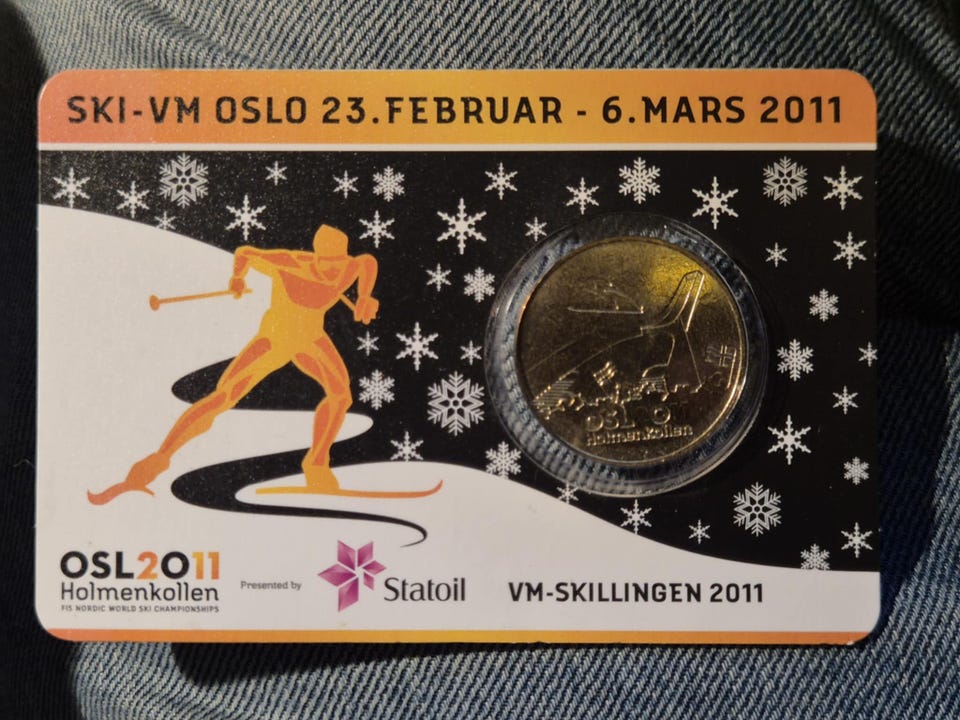 SKI-VM OSLO 23.FEBRUAR - 6.MARS 2011
OSL2011
Holmenkollen
OSL2O11
Holmenkollen
FIS NORDIC WORLD SKI CHAMPIONSHIPS
Presented by
Statoil
VM-SKILLINGEN 2011